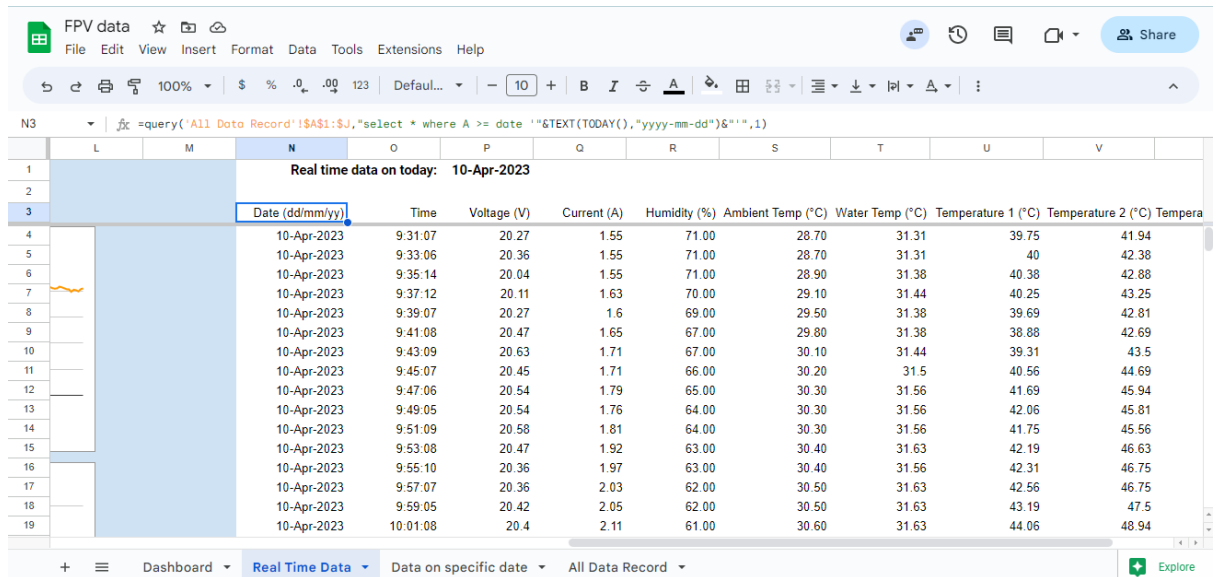 FPV data
File Edit View Insert Format Data Tools Extensions Help
Share
100% $ % .0 .00 123 Defaul... − 10 + B I A A
N3 fx =query('All Data Record'!$A$1:$J,"select * where A >= date '"&TEXT(TODAY(),"yyyy-mm-dd")&"'",1)
L M N O P Q R S T U V
1 Real time data on today: 10-Apr-2023
2
3 Date (dd/mm/yy) Time Voltage (V) Current (A) Humidity (%) Ambient Temp (°C) Water Temp (°C) Temperature 1 (°C) Temperature 2 (°C) Tempera
4 10-Apr-2023 9:31:07 20.27 1.55 71.00 28.70 31.31 39.75 41.94
5 10-Apr-2023 9:33:06 20.36 1.55 71.00 28.70 31.31 40 42.38
6 10-Apr-2023 9:35:14 20.04 1.55 71.00 28.90 31.38 40.38 42.88
7 10-Apr-2023 9:37:12 20.11 1.63 70.00 29.10 31.44 40.25 43.25
8 10-Apr-2023 9:39:07 20.27 1.6 69.00 29.50 31.38 39.69 42.81
9 10-Apr-2023 9:41:08 20.47 1.65 67.00 29.80 31.38 38.88 42.69
10 10-Apr-2023 9:43:09 20.63 1.71 67.00 30.10 31.44 39.31 43.5
11 10-Apr-2023 9:45:07 20.45 1.71 66.00 30.20 31.5 40.56 44.69
12 10-Apr-2023 9:47:06 20.54 1.79 65.00 30.30 31.56 41.69 45.94
13 10-Apr-2023 9:49:05 20.54 1.76 64.00 30.30 31.56 42.06 45.81
14 10-Apr-2023 9:51:09 20.58 1.81 64.00 30.30 31.56 41.75 45.56
15 10-Apr-2023 9:53:08 20.47 1.92 63.00 30.40 31.63 42.19 46.63
16 10-Apr-2023 9:55:10 20.36 1.97 63.00 30.40 31.56 42.31 46.75
17 10-Apr-2023 9:57:07 20.36 2.03 62.00 30.50 31.63 42.56 46.75
18 10-Apr-2023 9:59:05 20.42 2.05 62.00 30.50 31.63 43.19 47.5
19 10-Apr-2023 10:01:08 20.4 2.11 61.00 30.60 31.63 44.06 48.94
+ Dashboard Real Time Data Data on specific date All Data Record Explore